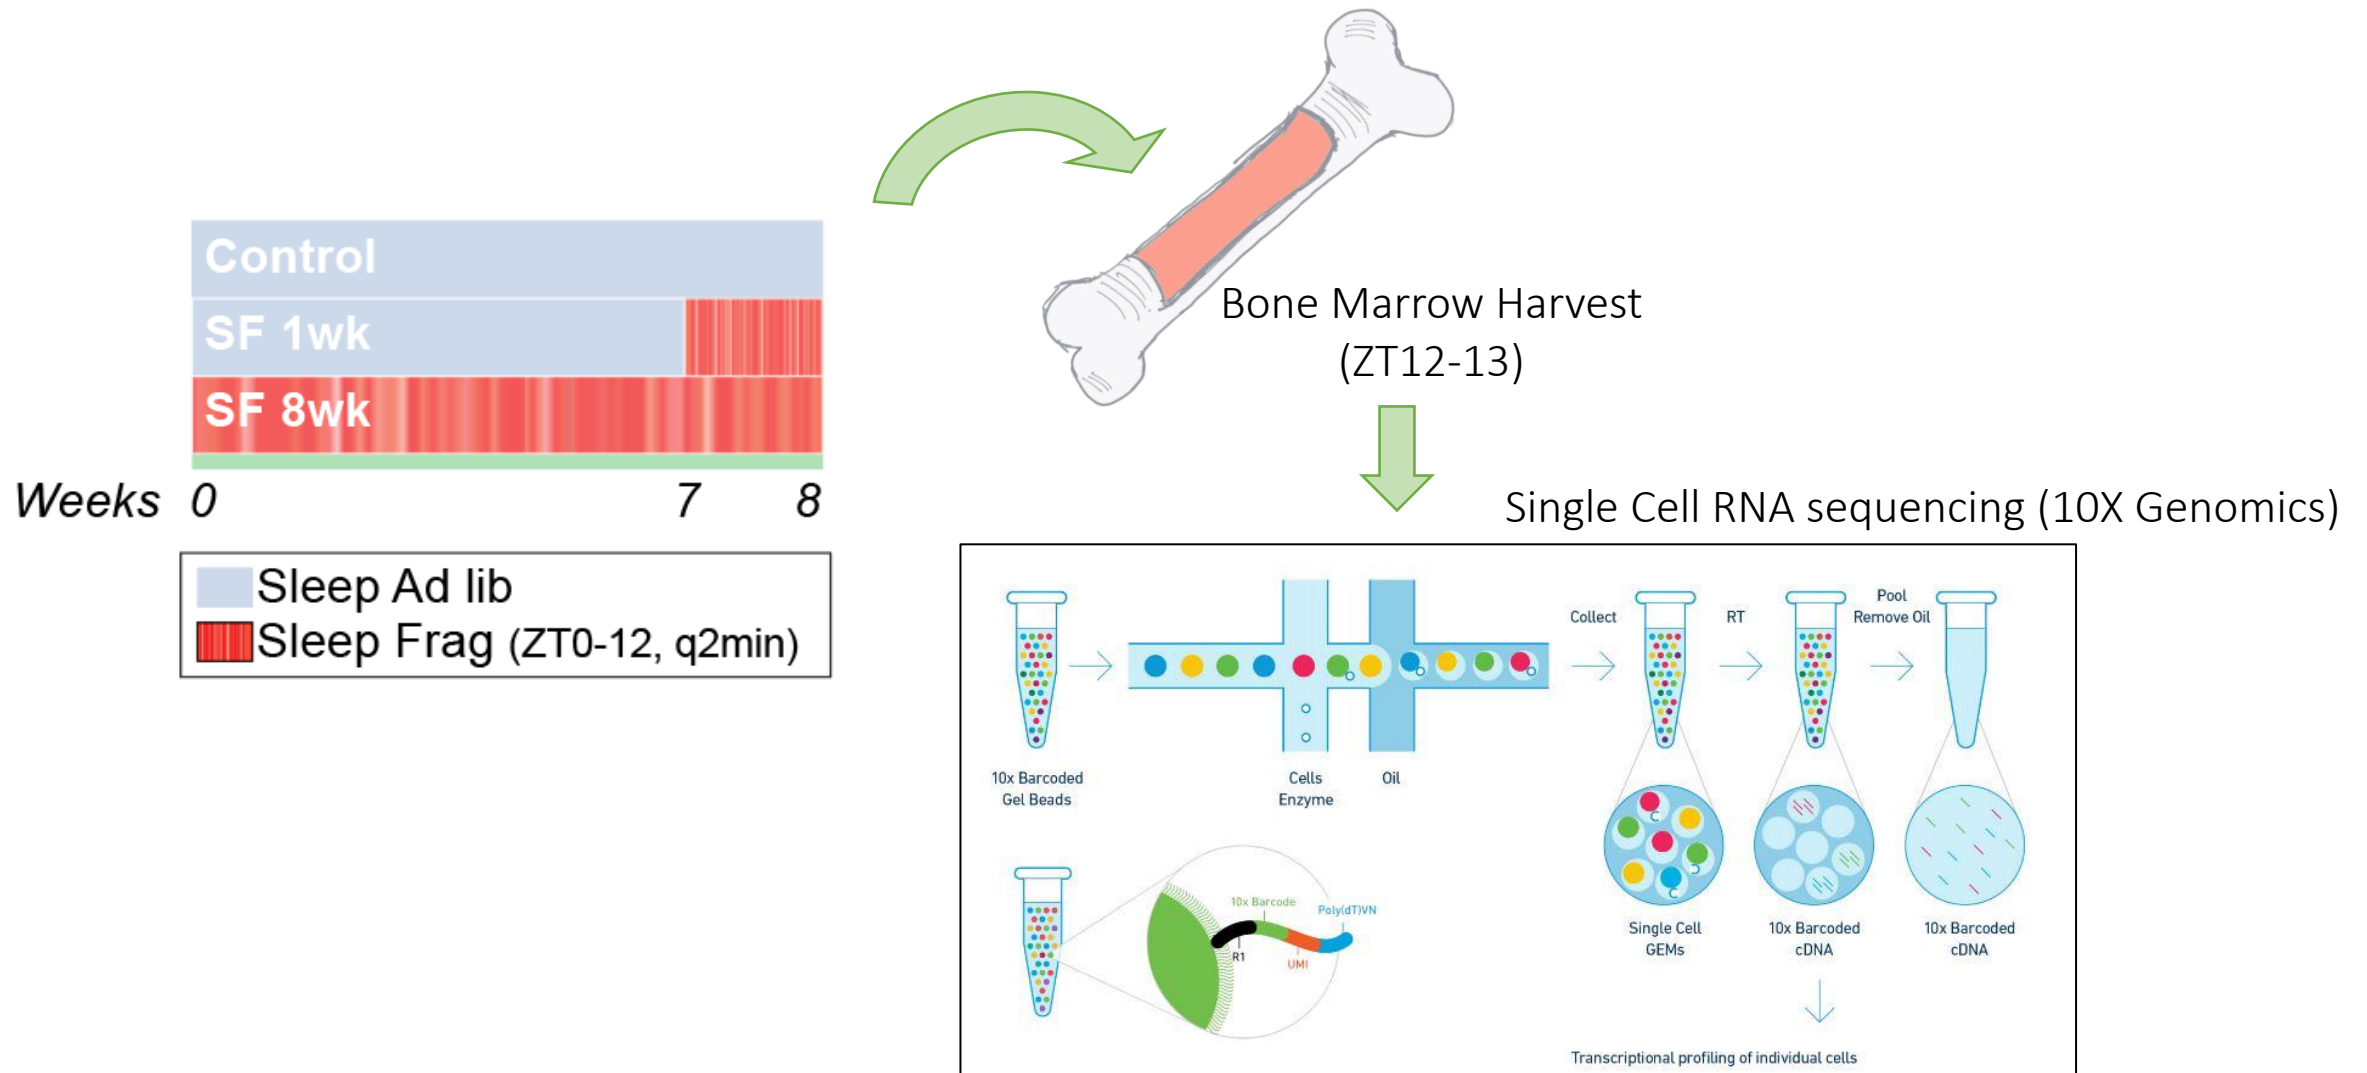 Control
SF 1wk
SF 8wk
Weeks 0 7 8
Sleep Ad lib
Sleep Frag (ZT0-12, q2min)
Bone Marrow Harvest
(ZT12-13)
Single Cell RNA sequencing (10X Genomics)
Collect
RT
Pool
Remove Oil
10x Barcoded
Gel Beads
Cells
Enzyme
Oil
10x Barcode
Poly(dT)VN
R1
UMI
Single Cell
GEMs
10x Barcoded
cDNA
10x Barcoded
cDNA
Transcriptional profiling of individual cells